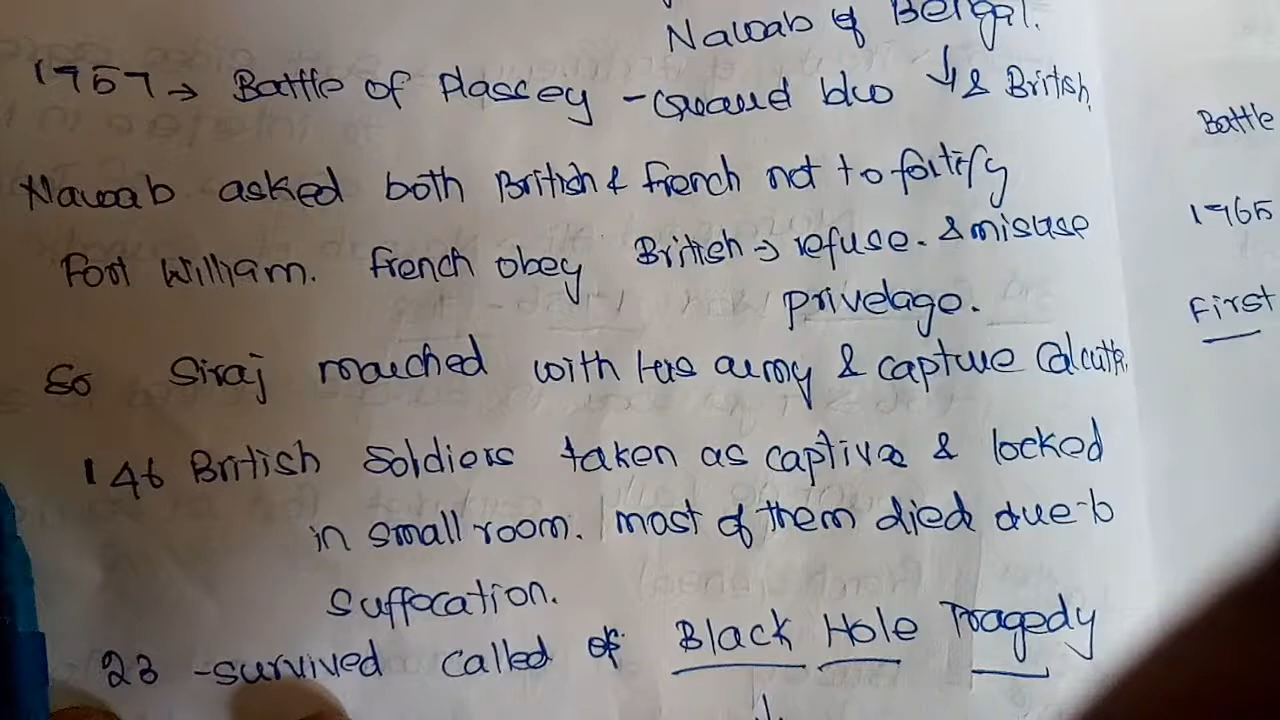 Nawab of Bengal.
1757 → Battle of Plassey - Quarrel b/w ↓ & British
Nawab asked both British & french not to fortify
Fort William. french obey British → refuse. & misuse
privelage.
So Siraj marched with his army & capture Calcutta.
146 British soldiers taken as captive & locked
in small room. most of them died due to
suffocation.
23 - survived called as Black Hole Tragedy
↓
Battle
1765
First